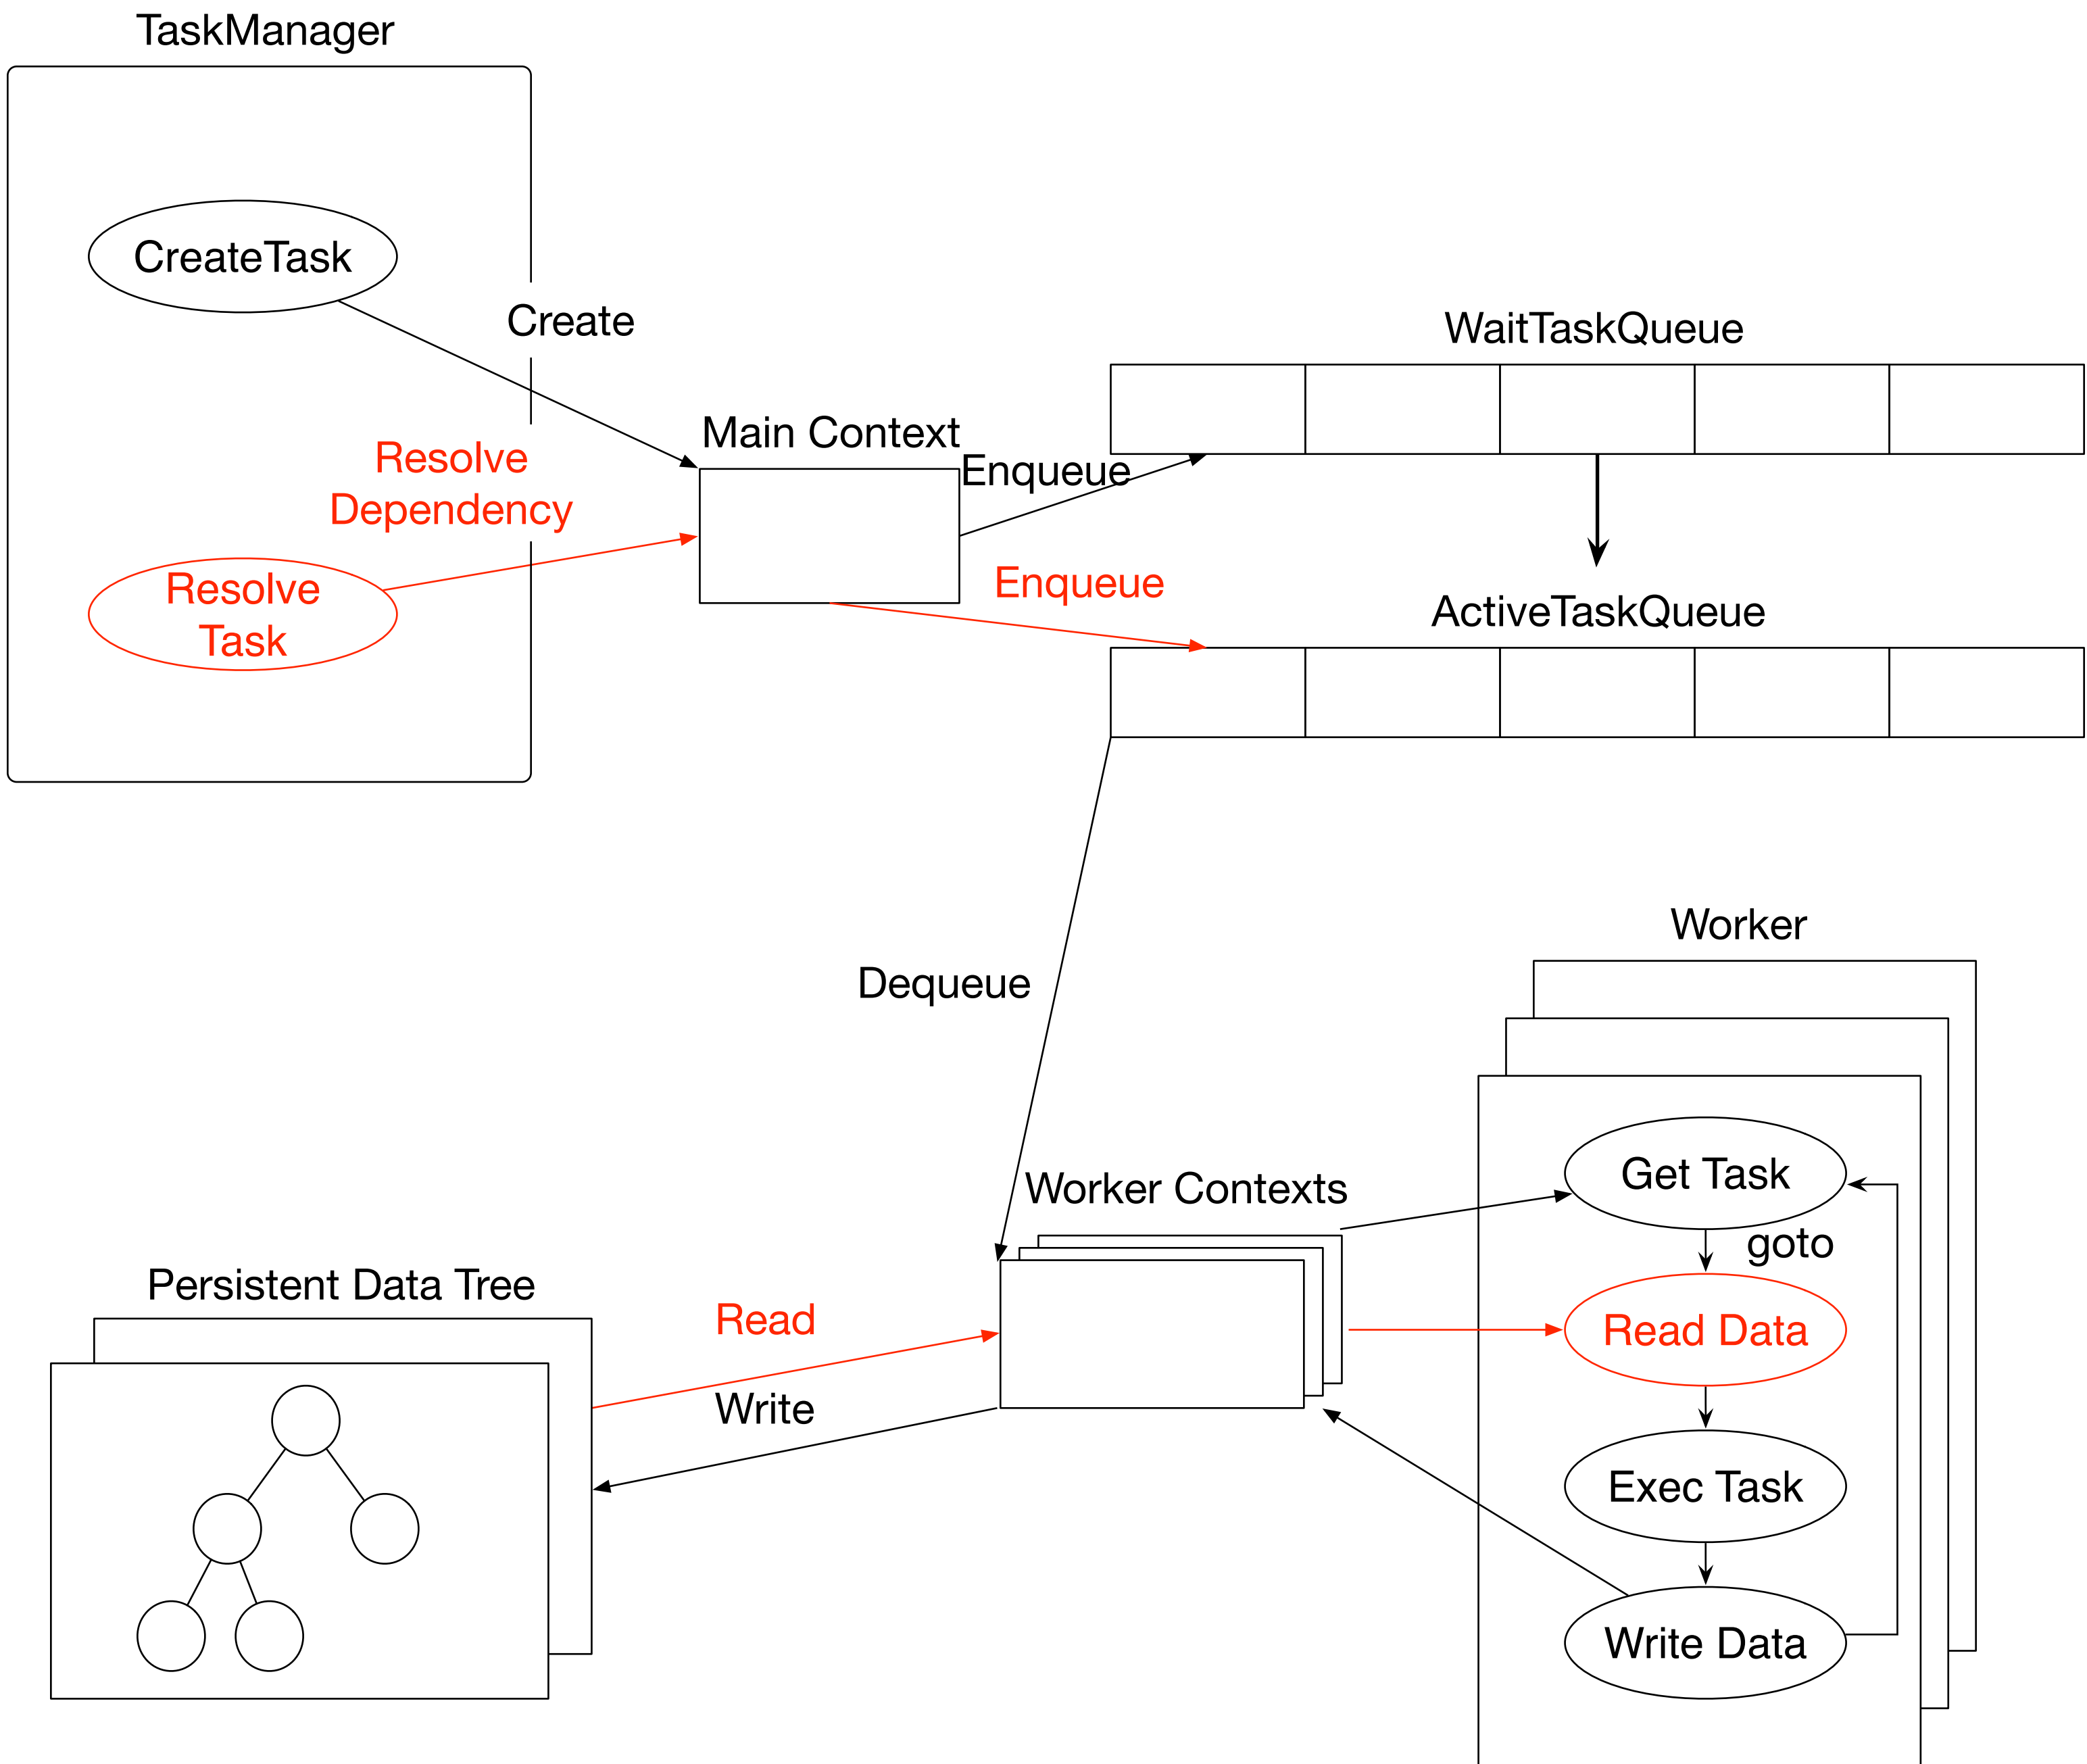 TaskManager
CreateTask
Create
WaitTaskQueue
Main Context
Enqueue
Resolve
Dependency
Resolve
Task
Enqueue
ActiveTaskQueue
Dequeue
Worker
Worker Contexts
Get Task
goto
Persistent Data Tree
Read
Read Data
Write
Exec Task
Write Data